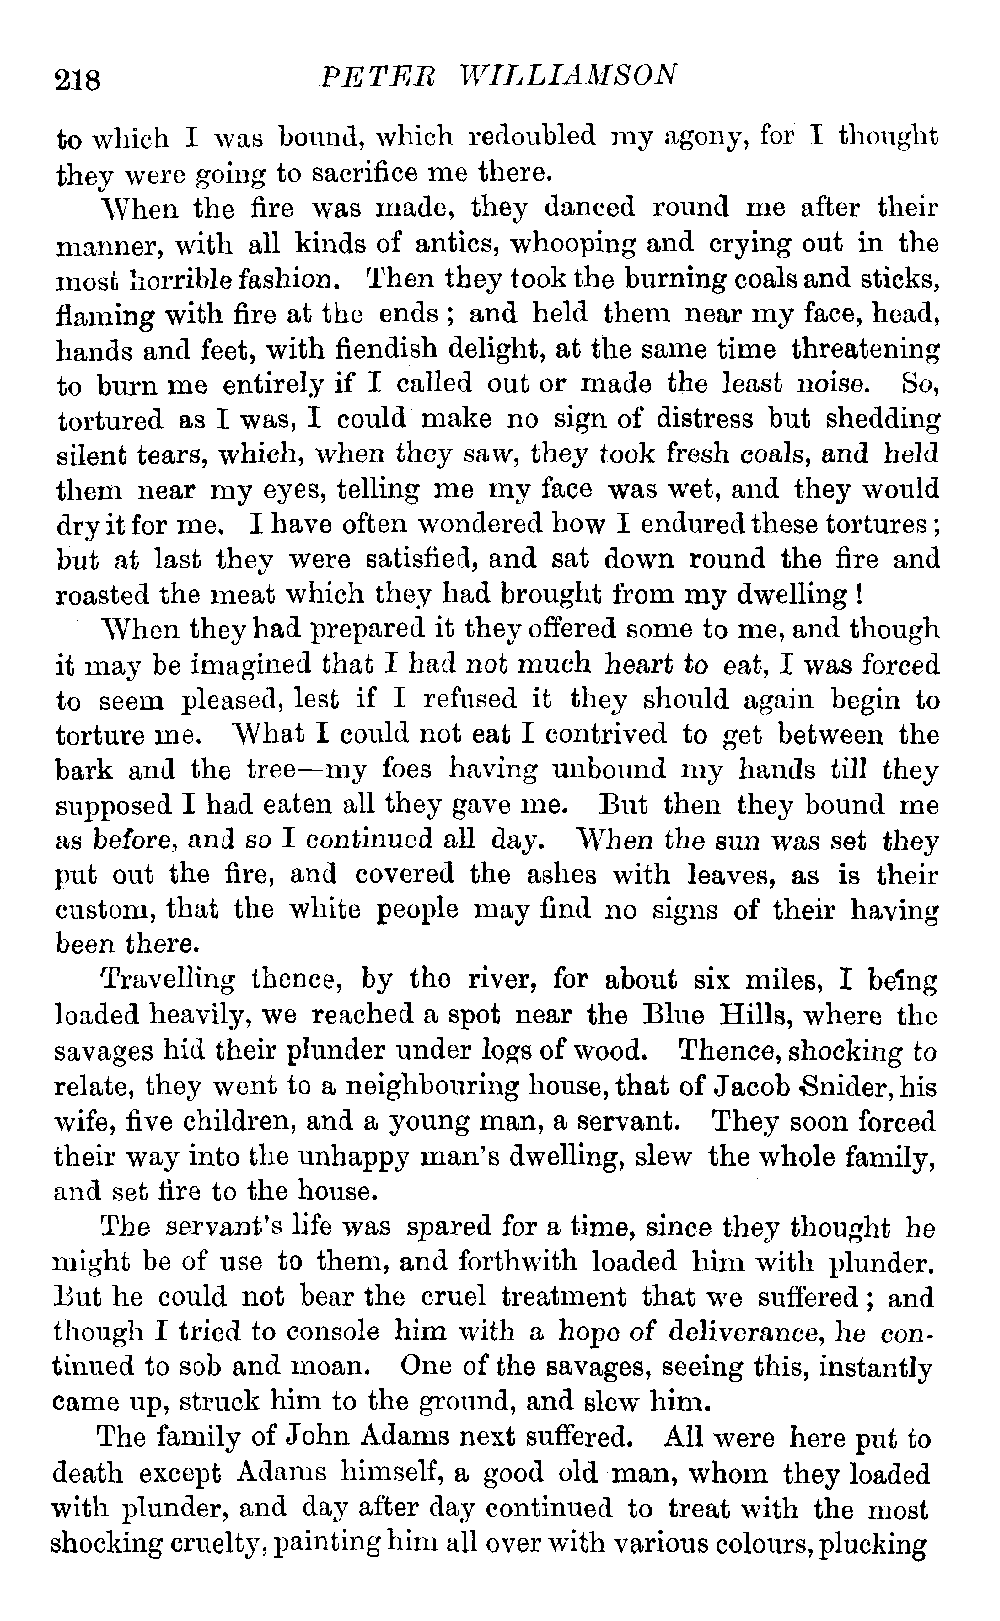 218 PETER WILLIAMSON
to which I was bound, which redoubled my agony, for I thought
they were going to sacrifice me there.
When the fire was made, they danced round me after their
manner, with all kinds of antics, whooping and crying out in the
most horrible fashion. Then they took the burning coals and sticks,
flaming with fire at the ends ; and held them near my face, head,
hands and feet, with fiendish delight, at the same time threatening
to burn me entirely if I called out or made the least noise. So,
tortured as I was, I could make no sign of distress but shedding
silent tears, which, when they saw, they took fresh coals, and held
them near my eyes, telling me my face was wet, and they would
dry it for me. I have often wondered how I endured these tortures ;
but at last they were satisfied, and sat down round the fire and
roasted the meat which they had brought from my dwelling !
When they had prepared it they offered some to me, and though
it may be imagined that I had not much heart to eat, I was forced
to seem pleased, lest if I refused it they should again begin to
torture me. What I could not eat I contrived to get between the
bark and the tree—my foes having unbound my hands till they
supposed I had eaten all they gave me. But then they bound me
as before, and so I continued all day. When the sun was set they
put out the fire, and covered the ashes with leaves, as is their
custom, that the white people may find no signs of their having
been there.
Travelling thence, by the river, for about six miles, I being
loaded heavily, we reached a spot near the Blue Hills, where the
savages hid their plunder under logs of wood. Thence, shocking to
relate, they went to a neighbouring house, that of Jacob Snider, his
wife, five children, and a young man, a servant. They soon forced
their way into the unhappy man's dwelling, slew the whole family,
and set fire to the house.
The servant's life was spared for a time, since they thought he
might be of use to them, and forthwith loaded him with plunder.
But he could not bear the cruel treatment that we suffered ; and
though I tried to console him with a hope of deliverance, he con-
tinued to sob and moan. One of the savages, seeing this, instantly
came up, struck him to the ground, and slew him.
The family of John Adams next suffered. All were here put to
death except Adams himself, a good old man, whom they loaded
with plunder, and day after day continued to treat with the most
shocking cruelty, painting him all over with various colours, plucking